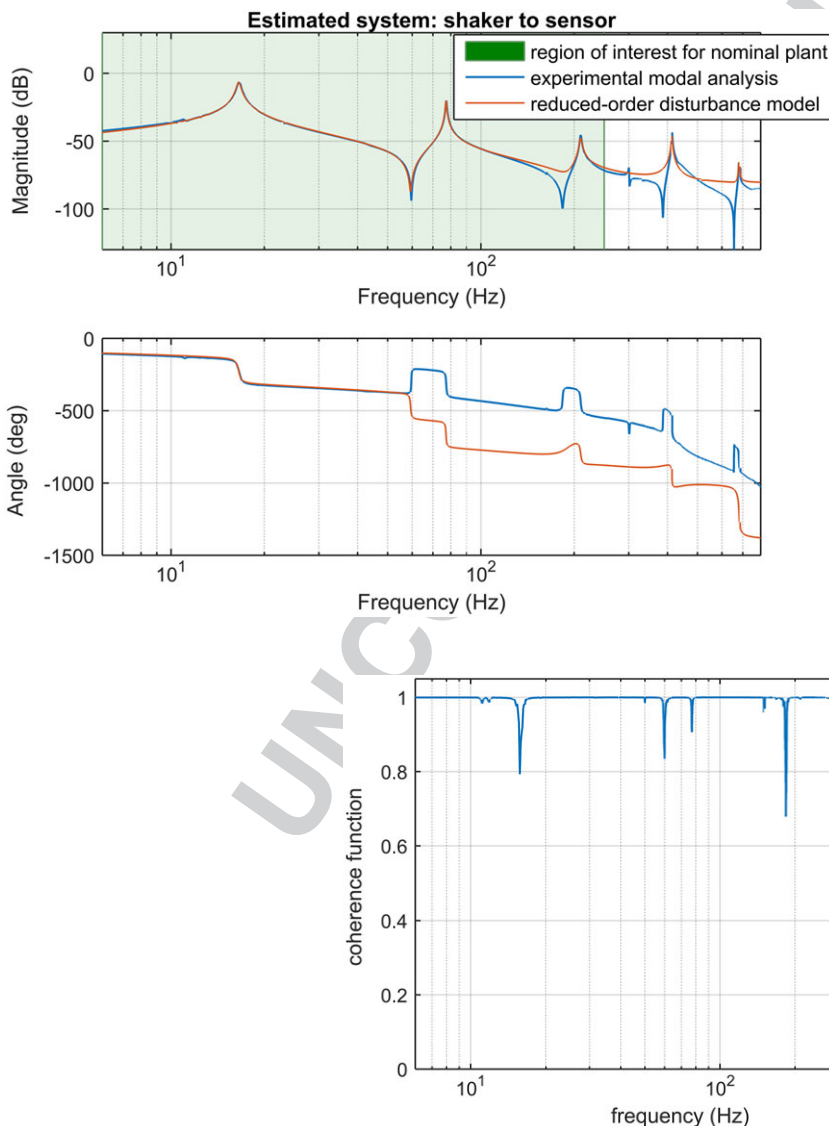 Estimated system: shaker to sensor
region of interest for nominal plant
experimental modal analysis
reduced-order disturbance model
Magnitude (dB)
0
-50
-100
10¹
10²
Frequency (Hz)
Angle (deg)
0
-500
-1000
-1500
10¹
10²
Frequency (Hz)
UNC
coherence function
1
0.8
0.6
0.4
0.2
0
10¹
10²
frequency (Hz)